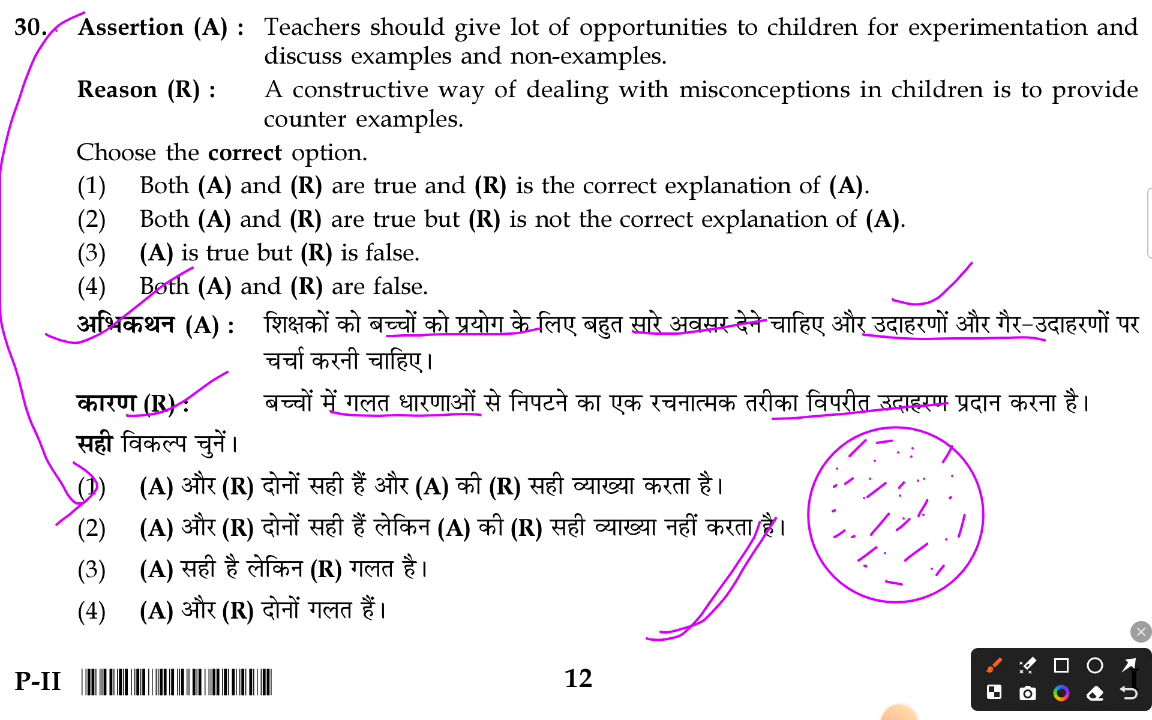 30. Assertion (A) : Teachers should give lot of opportunities to children for experimentation and
discuss examples and non-examples.
Reason (R) : A constructive way of dealing with misconceptions in children is to provide
counter examples.
Choose the correct option.
(1) Both (A) and (R) are true and (R) is the correct explanation of (A).
(2) Both (A) and (R) are true but (R) is not the correct explanation of (A).
(3) (A) is true but (R) is false.
(4) Both (A) and (R) are false.
अभिकथन (A) : शिक्षकों को बच्चों को प्रयोग के लिए बहुत सारे अवसर देने चाहिए और उदाहरणों और गैर-उदाहरणों पर
चर्चा करनी चाहिए।
कारण (R) : बच्चों में गलत धारणाओं से निपटने का एक रचनात्मक तरीका विपरीत उदाहरण प्रदान करना है।
सही विकल्प चुनें।
(1) (A) और (R) दोनों सही हैं और (A) की (R) सही व्याख्या करता है।
(2) (A) और (R) दोनों सही हैं लेकिन (A) की (R) सही व्याख्या नहीं करता है।
(3) (A) सही है लेकिन (R) गलत है।
(4) (A) और (R) दोनों गलत हैं।
P-II 12